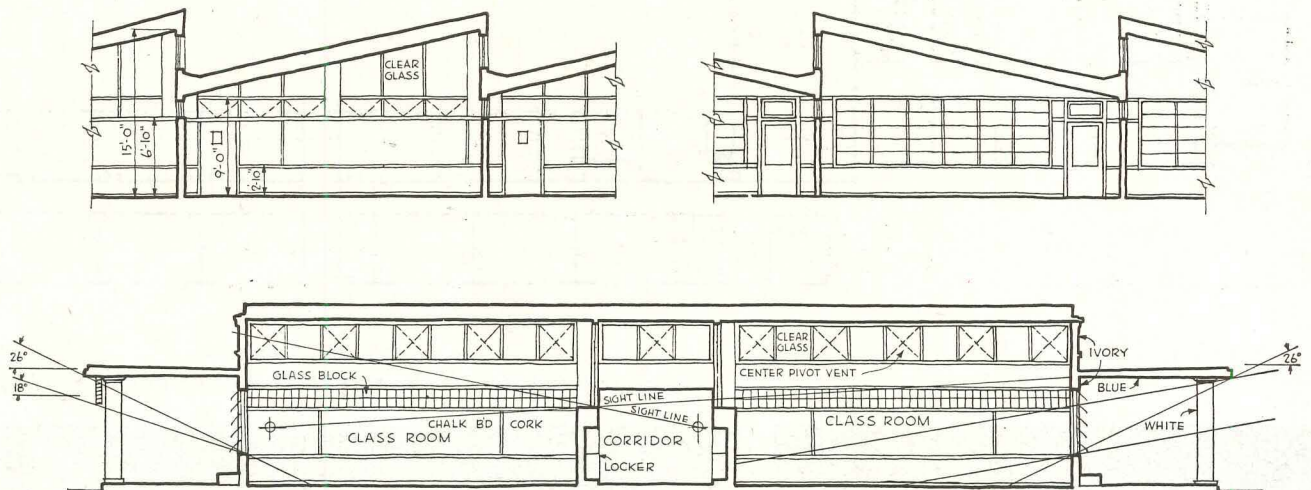 CLEAR
GLASS
15'-0"
6'-10"
9'-0"
2'-10"
26°
18°
GLASS BLOCK
CHALK B'D
CORK
CLASS ROOM
SIGHT LINE
SIGHT LINE
CORRIDOR
LOCKER
CLEAR
GLASS
CENTER PIVOT VENT
CLASS ROOM
IVORY
BLUE
WHITE
26°